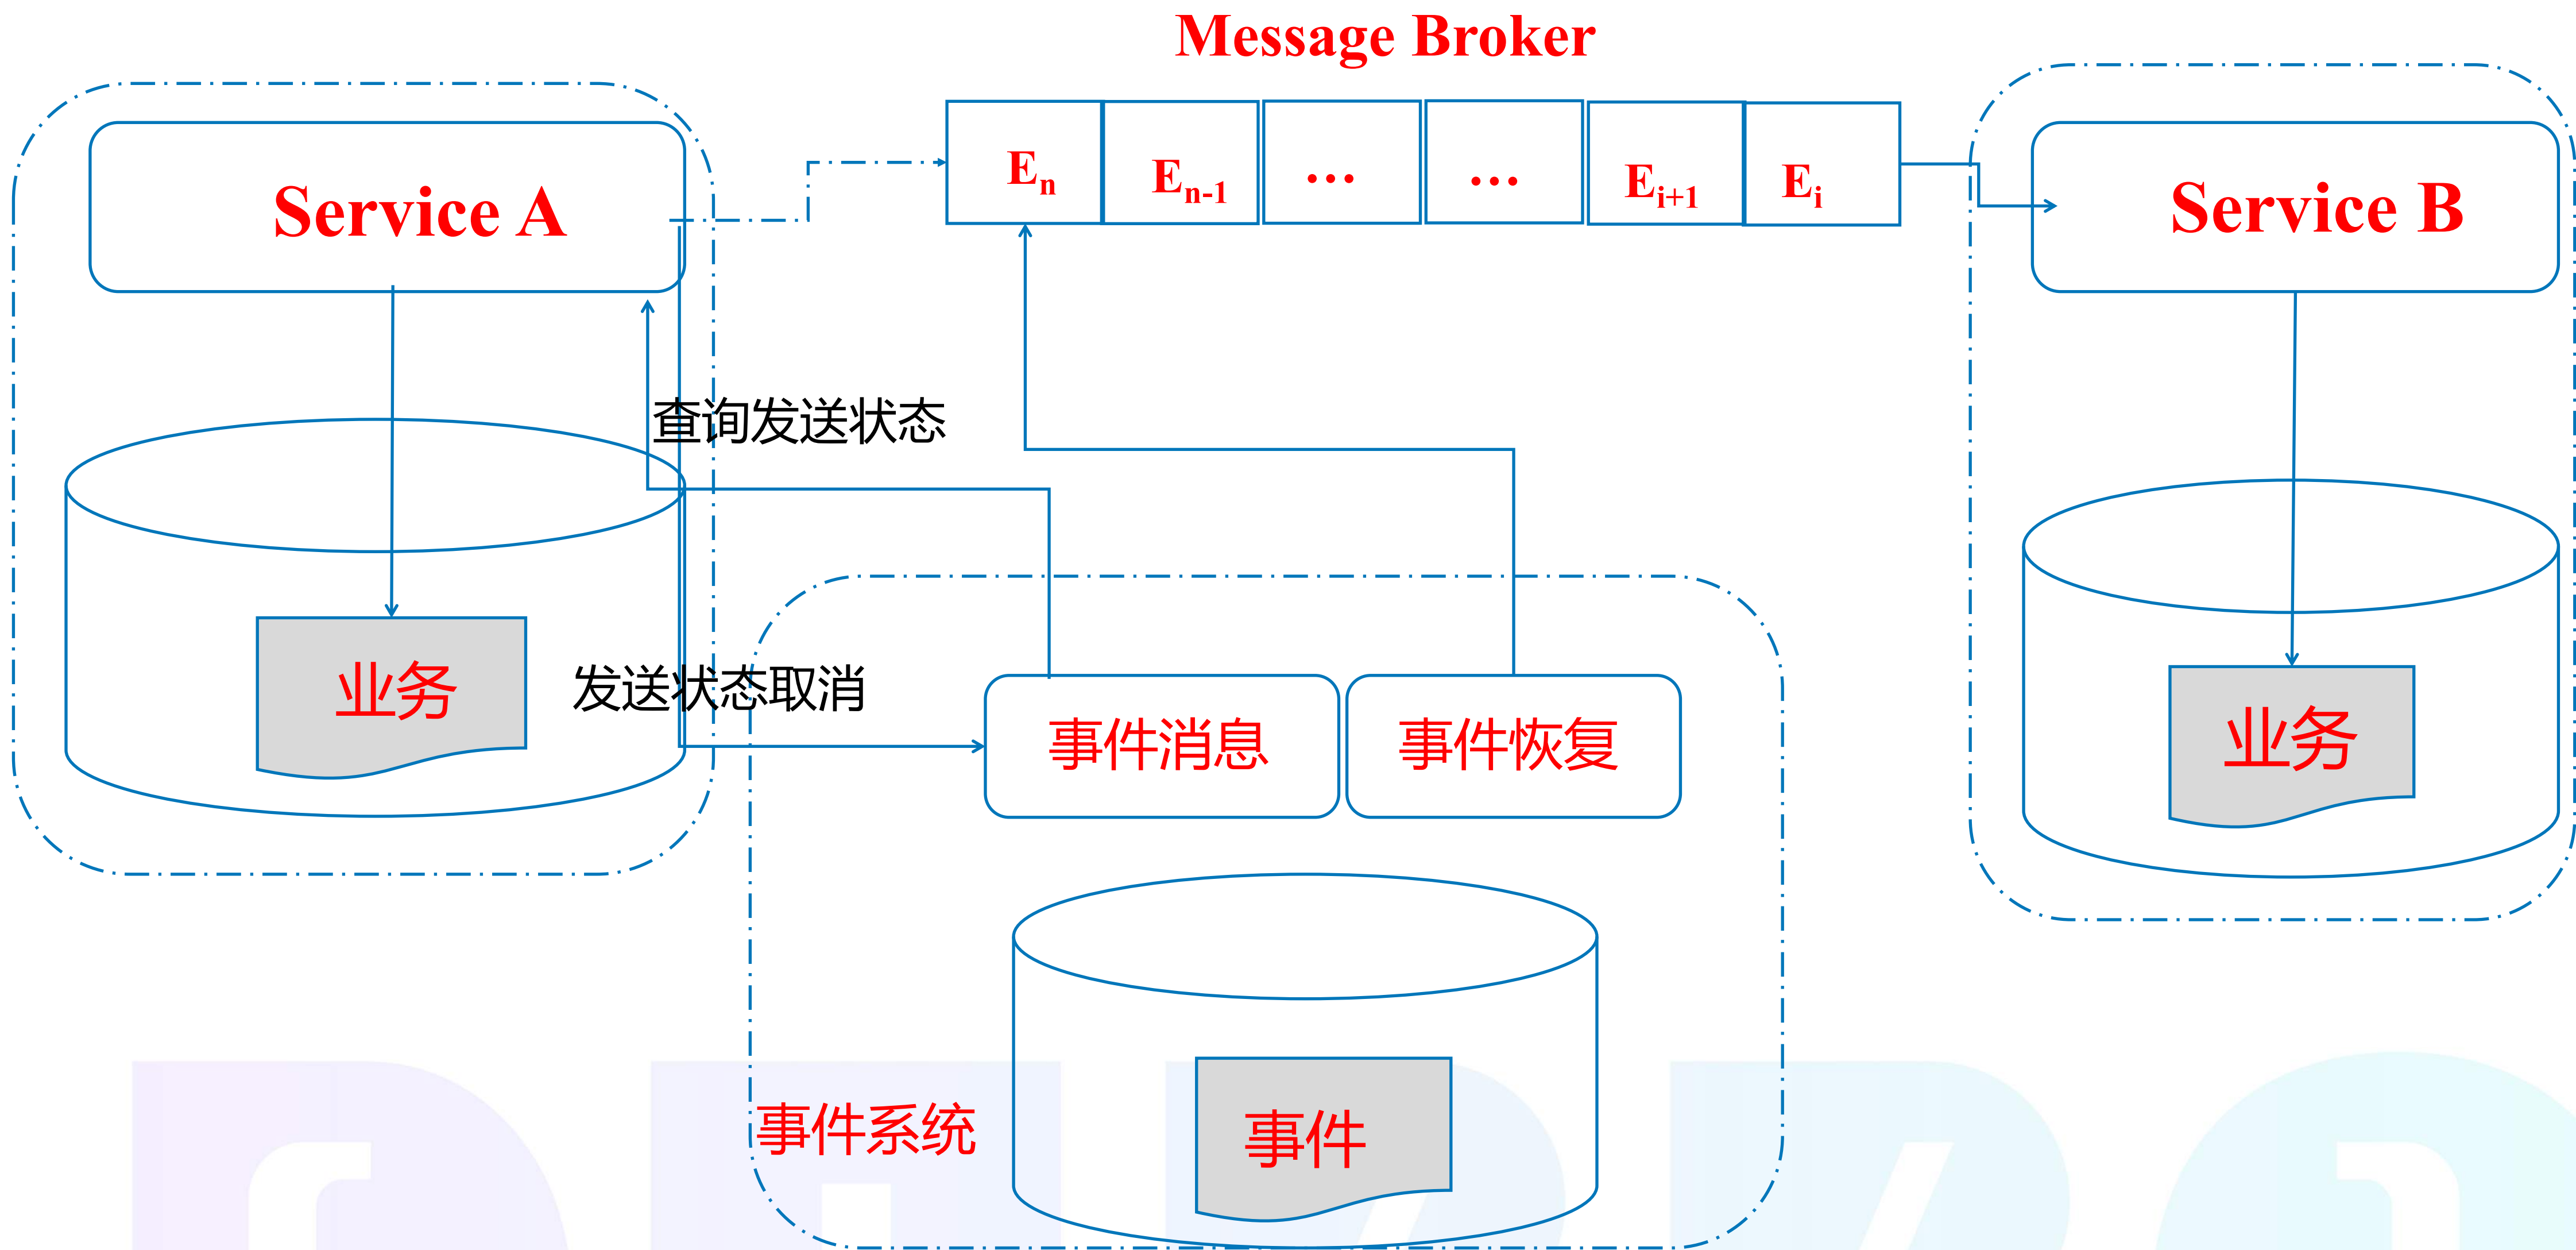 Message Broker
Service A
En
En-1
...
...
Ei+1
Ei
Service B
查询发送状态
业务
发送状态取消
事件消息
事件恢复
业务
事件系统
事件